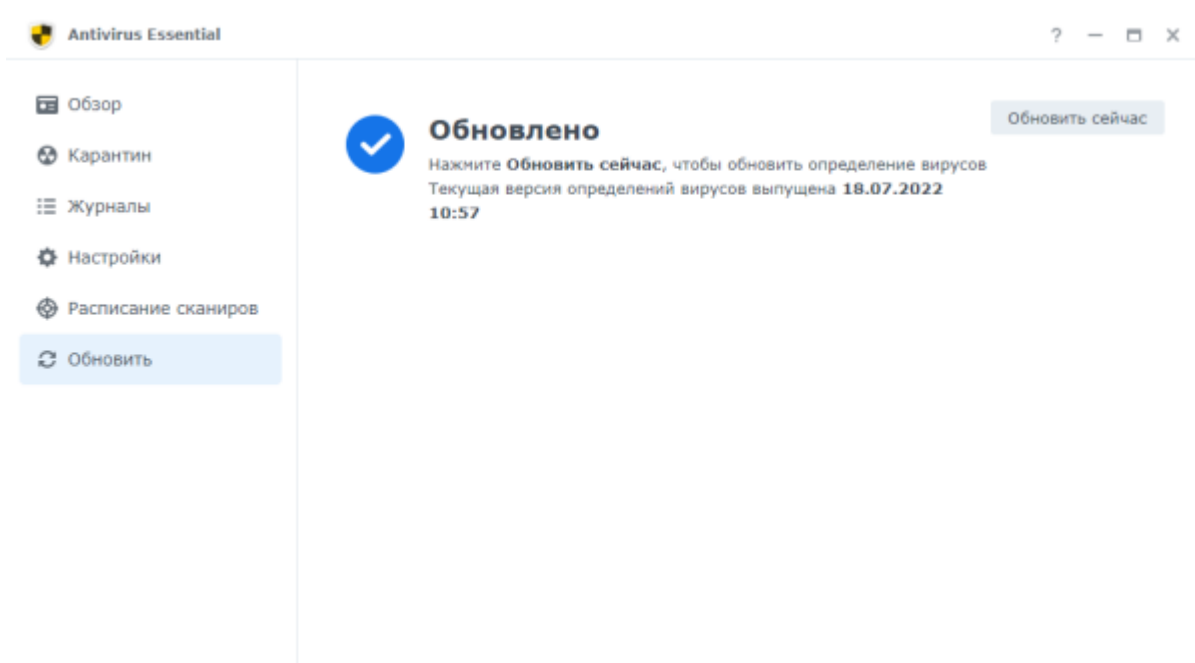 Antivirus Essential
?
Обзор
Карантин
Журналы
Настройки
Расписание сканиров
Обновить
Обновлено
Обновить сейчас
Нажмите Обновить сейчас, чтобы обновить определение вирусов
Текущая версия определений вирусов выпущена 18.07.2022
10:57